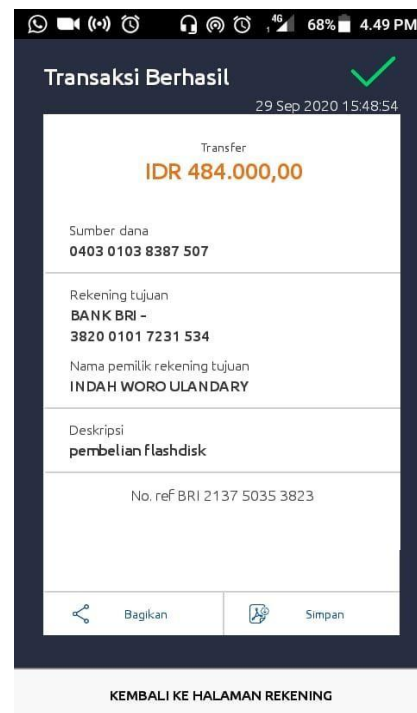 4G 68% 4.49 PM
Transaksi Berhasil
29 Sep 2020 15:48:54
Transfer
IDR 484.000,00
Sumber dana
0403 0103 8387 507
Rekening tujuan
BANK BRI -
3820 0101 7231 534
Nama pemilik rekening tujuan
INDAH WORO ULANDARY
Deskripsi
pembelian flashdisk
No. ref BRI 2137 5035 3823
Bagikan Simpan
KEMBALI KE HALAMAN REKENING